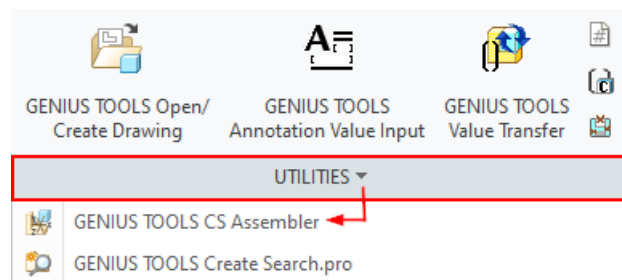 GENIUS TOOLS Open/
Create Drawing
GENIUS TOOLS
Annotation Value Input
GENIUS TOOLS
Value Transfer
UTILITIES
GENIUS TOOLS CS Assembler
GENIUS TOOLS Create Search.pro